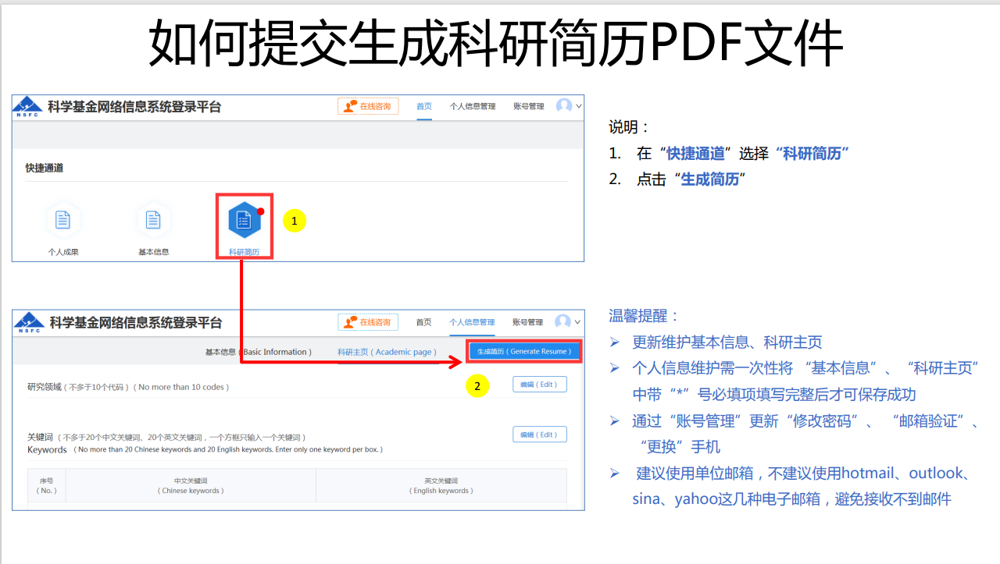 如何提交生成科研简历PDF文件
NSFC
科学基金网络信息系统登录平台
在线咨询
首页
个人信息管理
账号管理
快捷通道
个人成果
基本信息
科研简历
1
说明：
1. 在“快捷通道”选择“科研简历”
2. 点击“生成简历”
NSFC
科学基金网络信息系统登录平台
在线咨询
首页
个人信息管理
账号管理
基本信息（Basic Information）
科研主页（Academic page）
生成简历（Generate Resume）
2
研究领域（不多于10个代码）（No more than 10 codes）
编辑（Edit）
关键词（不多于20个中文关键词、20个英文关键词，一个方框只输入一个关键词）
Keywords（No more than 20 Chinese keywords and 20 English keywords. Enter only one keyword per box.）
编辑（Edit）
序号
（No.）
中文关键词
（Chinese keywords）
英文关键词
（English keywords）
温馨提醒：
➢ 更新维护基本信息、科研主页
➢ 个人信息维护需一次性将 “基本信息”、“科研主页”
中带“*”号必填项填写完整后才可保存成功
➢ 通过“账号管理”更新“修改密码”、“邮箱验证”、
“更换”手机
➢ 建议使用单位邮箱，不建议使用hotmail、outlook、
sina、yahoo这几种电子邮箱，避免接收不到邮件